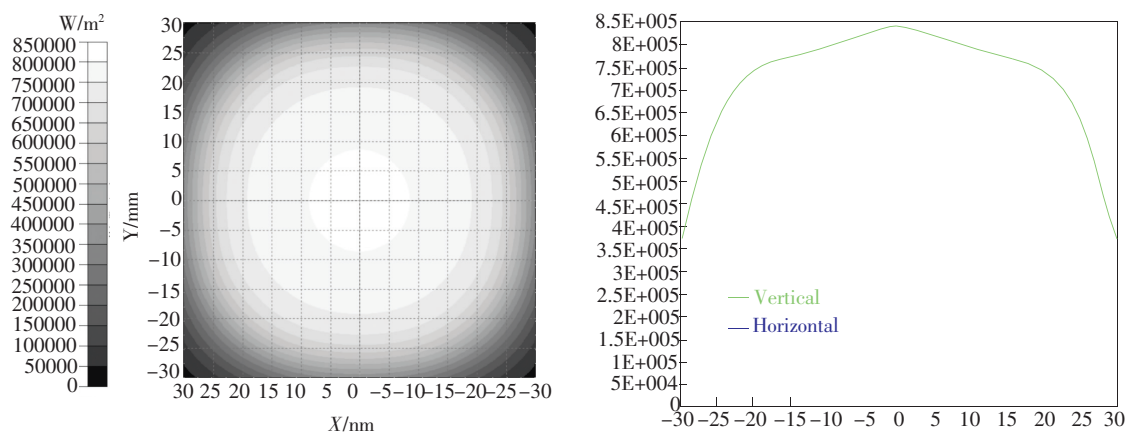 W/m²
850000
800000
750000
700000
650000
600000
550000
500000
450000
400000
350000
300000
250000
200000
150000
100000
50000
0
Y/mm
30
25
20
15
10
5
0
−5
−10
−15
−20
−25
−30
30 25 20 15 10 5 0 −5 −10 −15 −20 −25 −30
X/nm
8.5E+005
8E+005
7.5E+005
7E+005
6.5E+005
6E+005
5.5E+005
5E+005
4.5E+005
4E+005
3.5E+005
3E+005
2.5E+005
2E+005
1.5E+005
1E+005
5E+004
0
Vertical
Horizontal
−30 −25 −20 −15 −10 −5 0 5 10 15 20 25 30